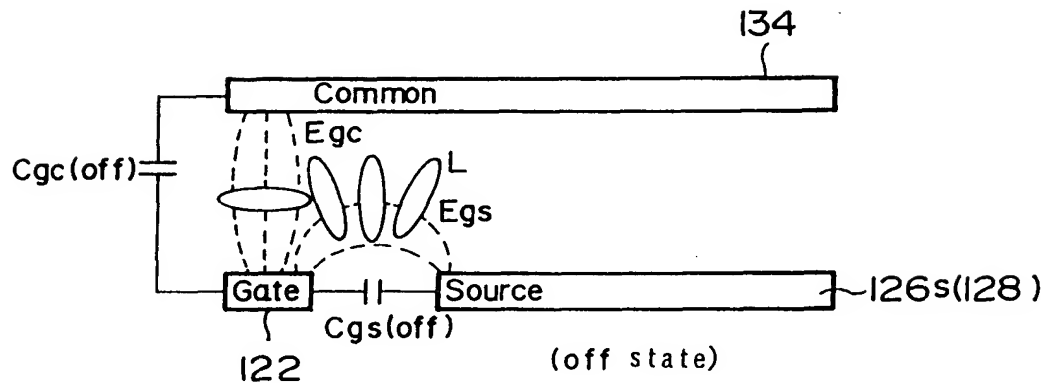 134
Common
Egc
Cgc(off)
L
Egs
Gate
Source
126s(128)
Cgs(off)
122
(off state)